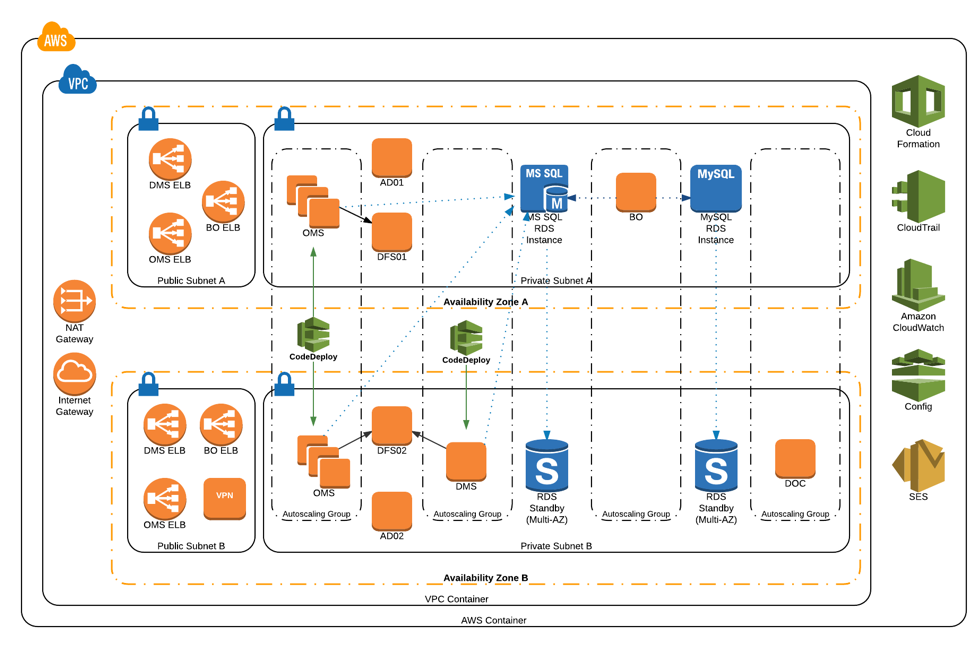 AWS
VPC
Cloud
Formation
CloudTrail
Amazon
CloudWatch
Config
SES
NAT
Gateway
Internet
Gateway
DMS ELB
BO ELB
OMS ELB
Public Subnet A
OMS
AD01
DFS01
MS SQL
M
MS SQL
RDS
Instance
BO
MySQL
MySQL
RDS
Instance
Private Subnet A
Availability Zone A
CodeDeploy
CodeDeploy
DMS ELB
BO ELB
OMS ELB
VPN
Public Subnet B
OMS
DFS02
AD02
DMS
S
RDS
Standby
(Multi-AZ)
S
RDS
Standby
(Multi-AZ)
DOC
Autoscaling Group
Autoscaling Group
Autoscaling Group
Autoscaling Group
Private Subnet B
Availability Zone B
VPC Container
AWS Container